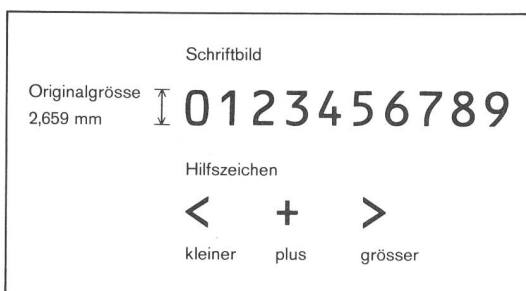 Schriftbild
Originalgrösse
2,659 mm
0123456789
Hilfszeichen
< + >
kleiner plus grösser